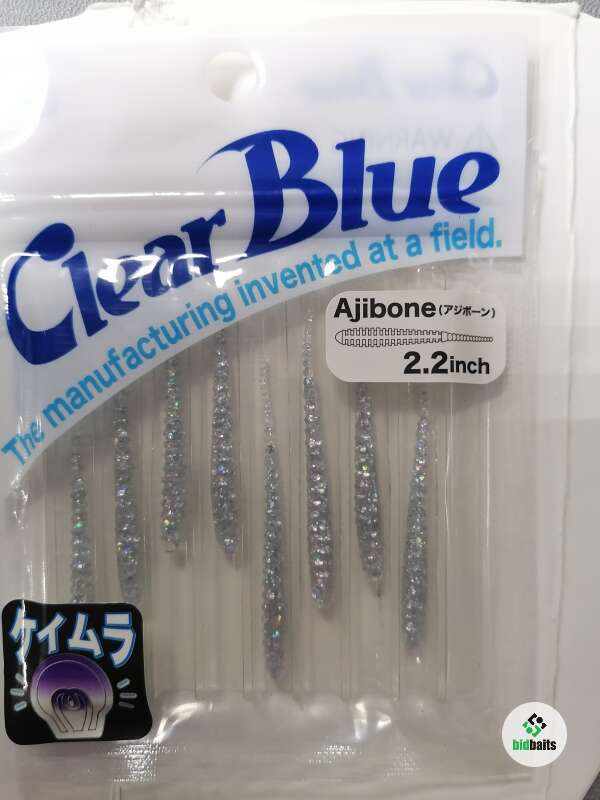 Clear Blue
The manufacturing invented at a field.
Ajibone(アジボーン)
2.2inch
ケイムラ
bidbaits